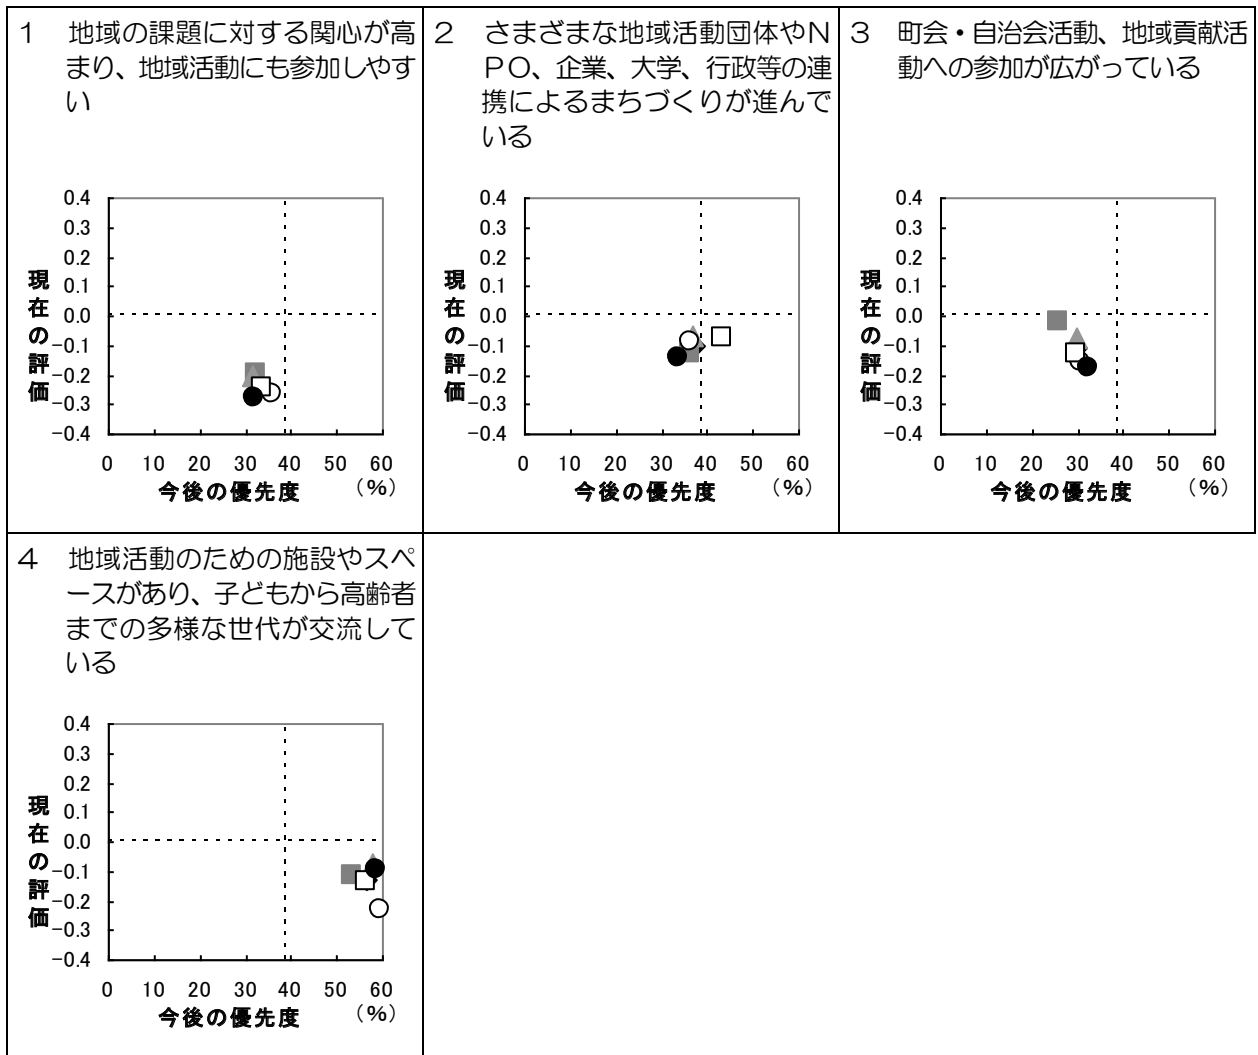 1 地域の課題に対する関心が高
まり、地域活動にも参加しやす
い
0.4
0.3
0.2
0.1
0.0
-0.1
-0.2
-0.3
-0.4
現在の評価
0 10 20 30 40 50 60
今後の優先度 (%)
2 さまざまな地域活動団体やN
PO、企業、大学、行政等の連
携によるまちづくりが進んで
いる
0.4
0.3
0.2
0.1
0.0
-0.1
-0.2
-0.3
-0.4
現在の評価
0 10 20 30 40 50 60
今後の優先度 (%)
3 町会・自治会活動、地域貢献活
動への参加が広がっている
0.4
0.3
0.2
0.1
0.0
-0.1
-0.2
-0.3
-0.4
現在の評価
0 10 20 30 40 50 60
今後の優先度 (%)
4 地域活動のための施設やスペ
ースがあり、子どもから高齢者
までの多様な世代が交流して
いる
0.4
0.3
0.2
0.1
0.0
-0.1
-0.2
-0.3
-0.4
現在の評価
0 10 20 30 40 50 60
今後の優先度 (%)